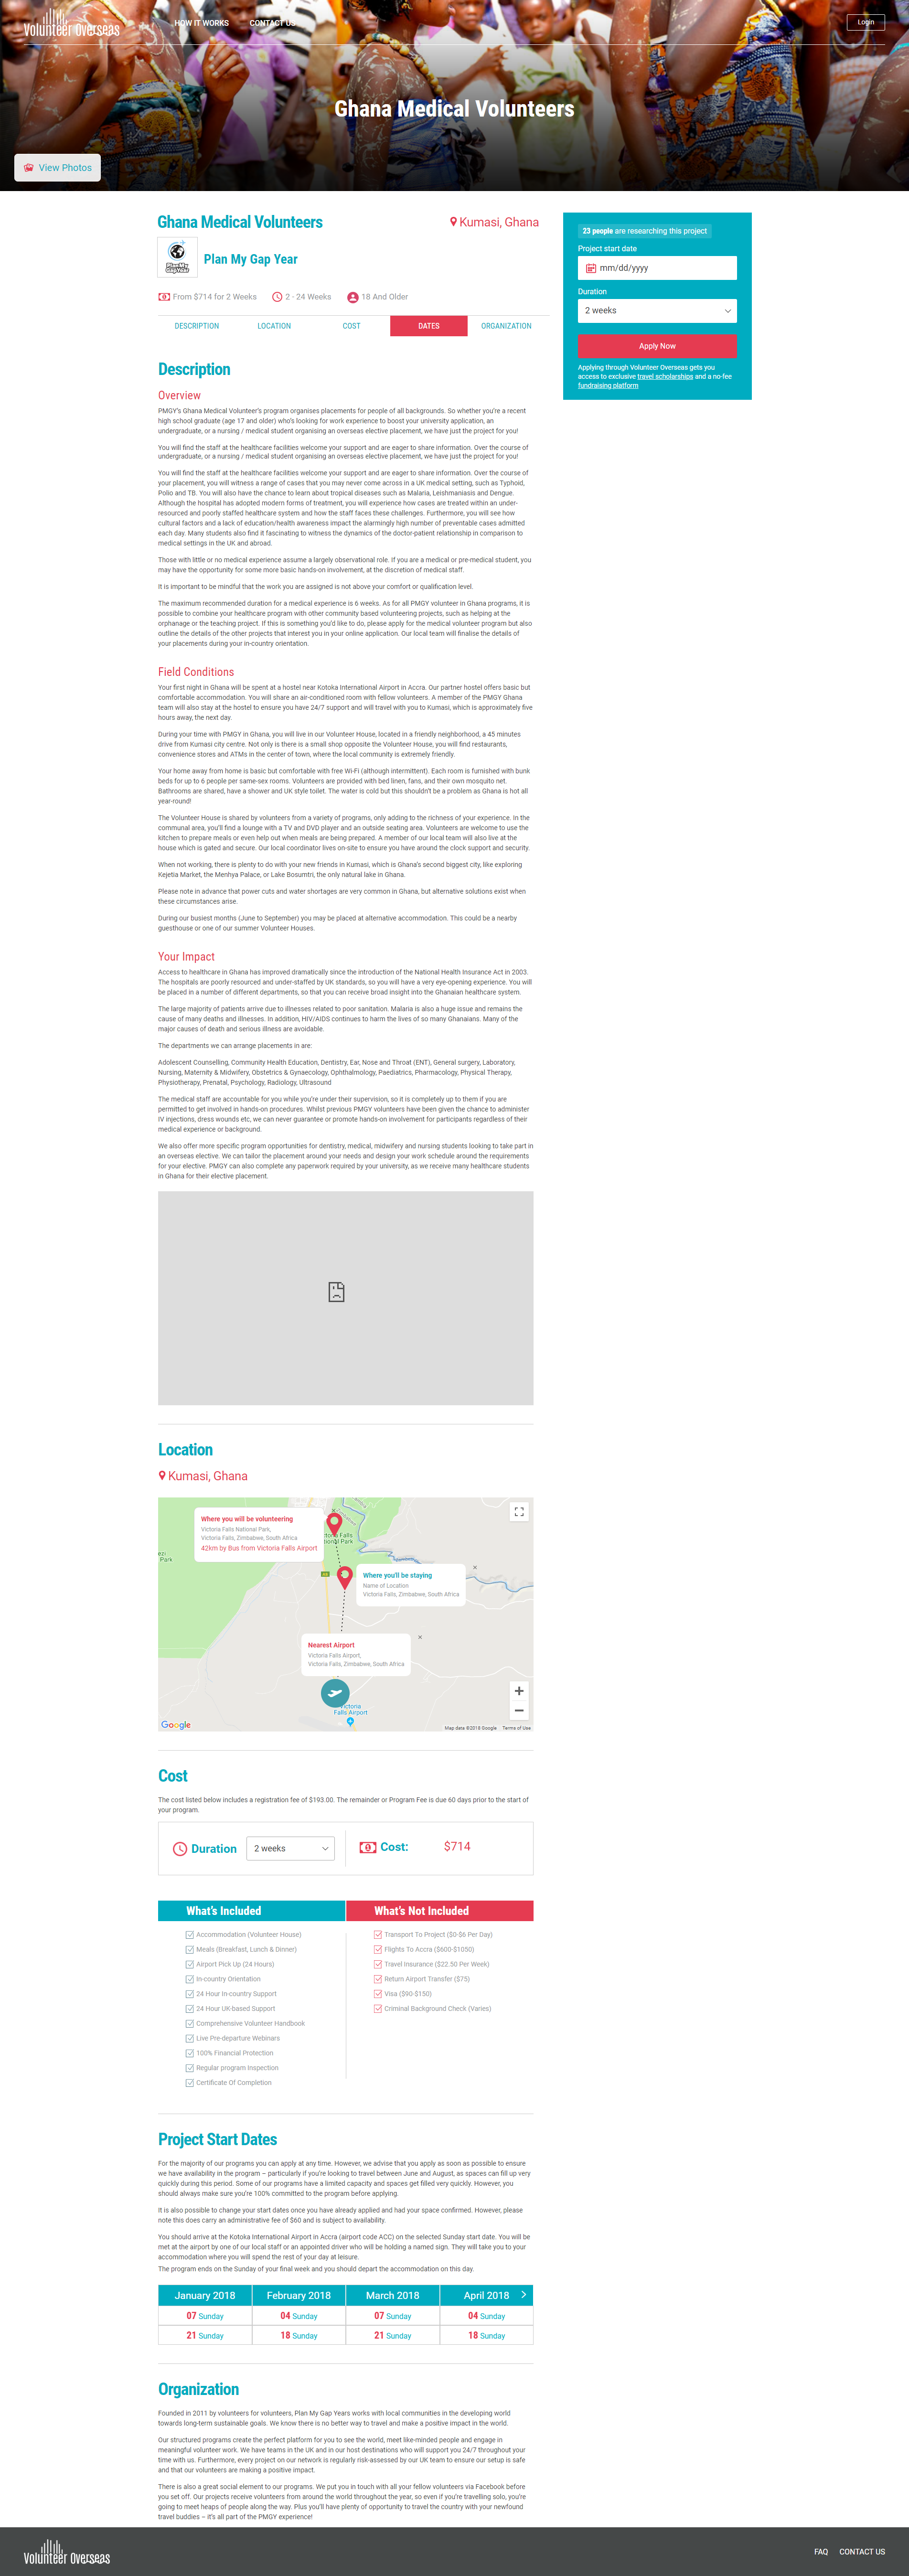 Volunteer Overseas
HOW IT WORKS
CONTACT US
Login
Ghana Medical Volunteers
View Photos
Ghana Medical Volunteers
Kumasi, Ghana
Plan My Gap Year
Plan My Gap Year
From $714 for 2 Weeks
2 - 24 Weeks
18 And Older
DESCRIPTION
LOCATION
COST
DATES
ORGANIZATION
23 people are researching this project
Project start date
mm/dd/yyyy
Duration
2 weeks
Apply Now
Applying through Volunteer Overseas gets you
access to exclusive travel scholarships and a no-fee
fundraising platform
Description
Overview
PMGY's Ghana Medical Volunteer's program organises placements for people of all backgrounds. So whether you're a recent
high school graduate (age 17 and older) who's looking for work experience to boost your university application, an
undergraduate, or a nursing / medical student organising an overseas elective placement, we have just the project for you!
You will find the staff at the healthcare facilities welcome your support and are eager to share information. Over the course of
undergraduate, or a nursing / medical student organising an overseas elective placement, we have just the project for you!
You will find the staff at the healthcare facilities welcome your support and are eager to share information. Over the course of
your placement, you will witness a range of cases that you may never come across in a UK medical setting, such as Typhoid,
Polio and TB. You will also have the chance to learn about tropical diseases such as Malaria, Leishmaniasis and Dengue.
Although the hospital has adopted modern forms of treatment, you will experience how cases are treated within an under-
resourced and poorly staffed healthcare system and how the staff faces these challenges. Furthermore, you will see how
cultural factors and a lack of education/health awareness impact the alarmingly high number of preventable cases admitted
each day. Many students also find it fascinating to witness the dynamics of the doctor-patient relationship in comparison to
medical settings in the UK and abroad.
Those with little or no medical experience assume a largely observational role. If you are a medical or pre-medical student, you
may have the opportunity for some more basic hands-on involvement, at the discretion of medical staff.
It is important to be mindful that the work you are assigned is not above your comfort or qualification level.
The maximum recommended duration for a medical experience is 6 weeks. As for all PMGY volunteer in Ghana programs, it is
possible to combine your healthcare program with other community based volunteering projects, such as helping at the
orphanage or the teaching project. If this is something you'd like to do, please apply for the medical volunteer program but also
outline the details of the other projects that interest you in your online application. Our local team will finalise the details of
your placements during your in-country orientation.
Field Conditions
Your first night in Ghana will be spent at a hostel near Kotoka International Airport in Accra. Our partner hostel offers basic but
comfortable accommodation. You will share an air-conditioned room with fellow volunteers. A member of the PMGY Ghana
team will also stay at the hostel to ensure you have 24/7 support and will travel with you to Kumasi, which is approximately five
hours away, the next day.
During your time with PMGY in Ghana, you will live in our Volunteer House, located in a friendly neighborhood, a 45 minutes
drive from Kumasi city centre. Not only is there is a small shop opposite the Volunteer House, you will find restaurants,
convenience stores and ATMs in the center of town, where the local community is extremely friendly.
Your home away from home is basic but comfortable with free Wi-Fi (although intermittent). Each room is furnished with bunk
beds for up to 6 people per same-sex rooms. Volunteers are provided with bed linen, fans, and their own mosquito net.
Bathrooms are shared, have a shower and UK style toilet. The water is cold but this shouldn't be a problem as Ghana is hot all
year-round!
The Volunteer House is shared by volunteers from a variety of programs, only adding to the richness of your experience. In the
communal area, you'll find a lounge with a TV and DVD player and an outside seating area. Volunteers are welcome to use the
kitchen to prepare meals or even help out when meals are being prepared. A member of our local team will also live at the
house which is gated and secure. Our local coordinator lives on-site to ensure you have around the clock support and security.
When not working, there is plenty to do with your new friends in Kumasi, which is Ghana's second biggest city, like exploring
Kejetia Market, the Menhya Palace, or Lake Bosumtri, the only natural lake in Ghana.
Please note in advance that power cuts and water shortages are very common in Ghana, but alternative solutions exist when
these circumstances arise.
During our busiest months (June to September) you may be placed at alternative accommodation. This could be a nearby
guesthouse or one of our summer Volunteer Houses.
Your Impact
Access to healthcare in Ghana has improved dramatically since the introduction of the National Health Insurance Act in 2003.
The hospitals are poorly resourced and under-staffed by UK standards, so you will have a very eye-opening experience. You will
be placed in a number of different departments, so that you can receive broad insight into the Ghanaian healthcare system.
The large majority of patients arrive due to illnesses related to poor sanitation. Malaria is also a huge issue and remains the
cause of many deaths and illnesses. In addition, HIV/AIDS continues to harm the lives of so many Ghanaians. Many of the
major causes of death and serious illness are avoidable.
The departments we can arrange placements in are:
Adolescent Counselling, Community Health Education, Dentistry, Ear, Nose and Throat (ENT), General surgery, Laboratory,
Nursing, Maternity & Midwifery, Obstetrics & Gynaecology, Ophthalmology, Paediatrics, Pharmacology, Physical Therapy,
Physiotherapy, Prenatal, Psychology, Radiology, Ultrasound
The medical staff are accountable for you while you're under their supervision, so it is completely up to them if you are
permitted to get involved in hands-on procedures. Whilst previous PMGY volunteers have been given the chance to administer
IV injections, dress wounds etc, we can never guarantee or promote hands-on involvement for participants regardless of their
medical experience or background.
We also offer more specific program opportunities for dentistry, medical, midwifery and nursing students looking to take part in
an overseas elective. We can tailor the placement around your needs and design your work schedule around the requirements
for your elective. PMGY can also complete any paperwork required by your university, as we receive many healthcare students
in Ghana for their elective placement.
Location
Kumasi, Ghana
Where you will be volunteering
Victoria Falls National Park,
Victoria Falls, Zimbabwe, South Africa
42km by Bus from Victoria Falls Airport
Where you'll be staying
Name of Location
Victoria Falls, Zimbabwe, South Africa
Nearest Airport
Victoria Falls Airport,
Victoria Falls, Zimbabwe, South Africa
Victoria
Falls Airport
Google
Map data ©2018 Google
Terms of Use
Cost
The cost listed below includes a registration fee of $193.00. The remainder or Program Fee is due 60 days prior to the start of
your program.
Duration
2 weeks
Cost:
$714
What's Included
What's Not Included
Accommodation (Volunteer House)
Meals (Breakfast, Lunch & Dinner)
Airport Pick Up (24 Hours)
In-country Orientation
24 Hour In-country Support
24 Hour UK-based Support
Comprehensive Volunteer Handbook
Live Pre-departure Webinars
100% Financial Protection
Regular program Inspection
Certificate Of Completion
Transport To Project ($0-$6 Per Day)
Flights To Accra ($600-$1050)
Travel Insurance ($22.50 Per Week)
Return Airport Transfer ($75)
Visa ($90-$150)
Criminal Background Check (Varies)
Project Start Dates
For the majority of our programs you can apply at any time. However, we advise that you apply as soon as possible to ensure
we have availability in the program – particularly if you're looking to travel between June and August, as spaces can fill up very
quickly during this period. Some of our programs have a limited capacity and spaces get filled very quickly. However, you
should always make sure you're 100% committed to the program before applying.
It is also possible to change your start dates once you have already applied and had your space confirmed. However, please
note this does carry an administrative fee of $60 and is subject to availability.
You should arrive at the Kotoka International Airport in Accra (airport code ACC) on the selected Sunday start date. You will be
met at the airport by one of our local staff or an appointed driver who will be holding a named sign. They will take you to your
accommodation where you will spend the rest of your day at leisure.
The program ends on the Sunday of your final week and you should depart the accommodation on this day.
January 2018
February 2018
March 2018
April 2018
07 Sunday
04 Sunday
07 Sunday
04 Sunday
21 Sunday
18 Sunday
21 Sunday
18 Sunday
Organization
Founded in 2011 by volunteers for volunteers, Plan My Gap Years works with local communities in the developing world
towards long-term sustainable goals. We know there is no better way to travel and make a positive impact in the world.
Our structured programs create the perfect platform for you to see the world, meet like-minded people and engage in
meaningful volunteer work. We have teams in the UK and in our host destinations who will support you 24/7 throughout your
time with us. Furthermore, every project on our network is regularly risk-assessed by our UK team to ensure our setup is safe
and that our volunteers are making a positive impact.
There is also a great social element to our programs. We put you in touch with all your fellow volunteers via Facebook before
you set off. Our projects receive volunteers from around the world throughout the year, so even if you're travelling solo, you're
going to meet heaps of people along the way. Plus you'll have plenty of opportunity to travel the country with your newfound
travel buddies – it's all part of the PMGY experience!
Volunteer Overseas
FAQ
CONTACT US